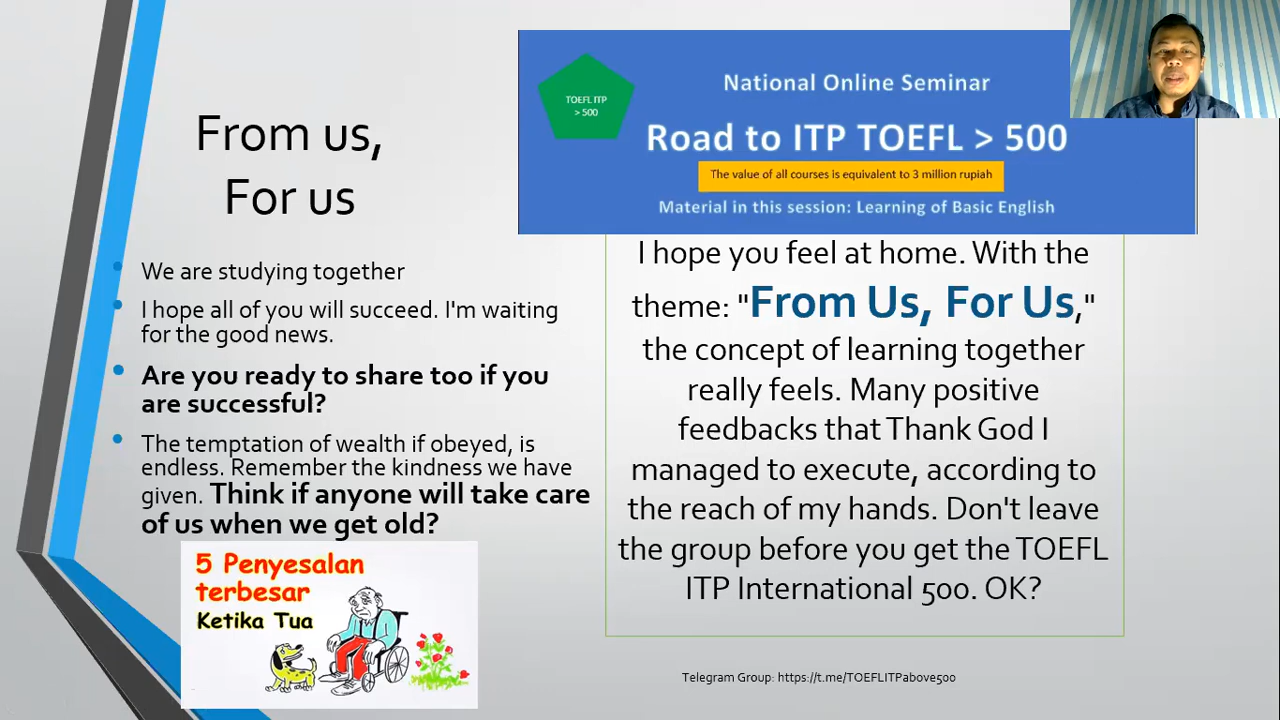 From us,
For us
We are studying together
I hope all of you will succeed. I'm waiting
for the good news.
Are you ready to share too if you
are successful?
The temptation of wealth if obeyed, is
endless. Remember the kindness we have
given. Think if anyone will take care
of us when we get old?
5 Penyesalan
terbesar
Ketika Tua
TOEFL ITP
> 500
National Online Seminar
Road to ITP TOEFL > 500
The value of all courses is equivalent to 3 million rupiah
Material in this session: Learning of Basic English
I hope you feel at home. With the
theme: "From Us, For Us,"
the concept of learning together
really feels. Many positive
feedbacks that Thank God I
managed to execute, according to
the reach of my hands. Don't leave
the group before you get the TOEFL
ITP International 500. OK?
Telegram Group: https://t.me/TOEFLITPabove500